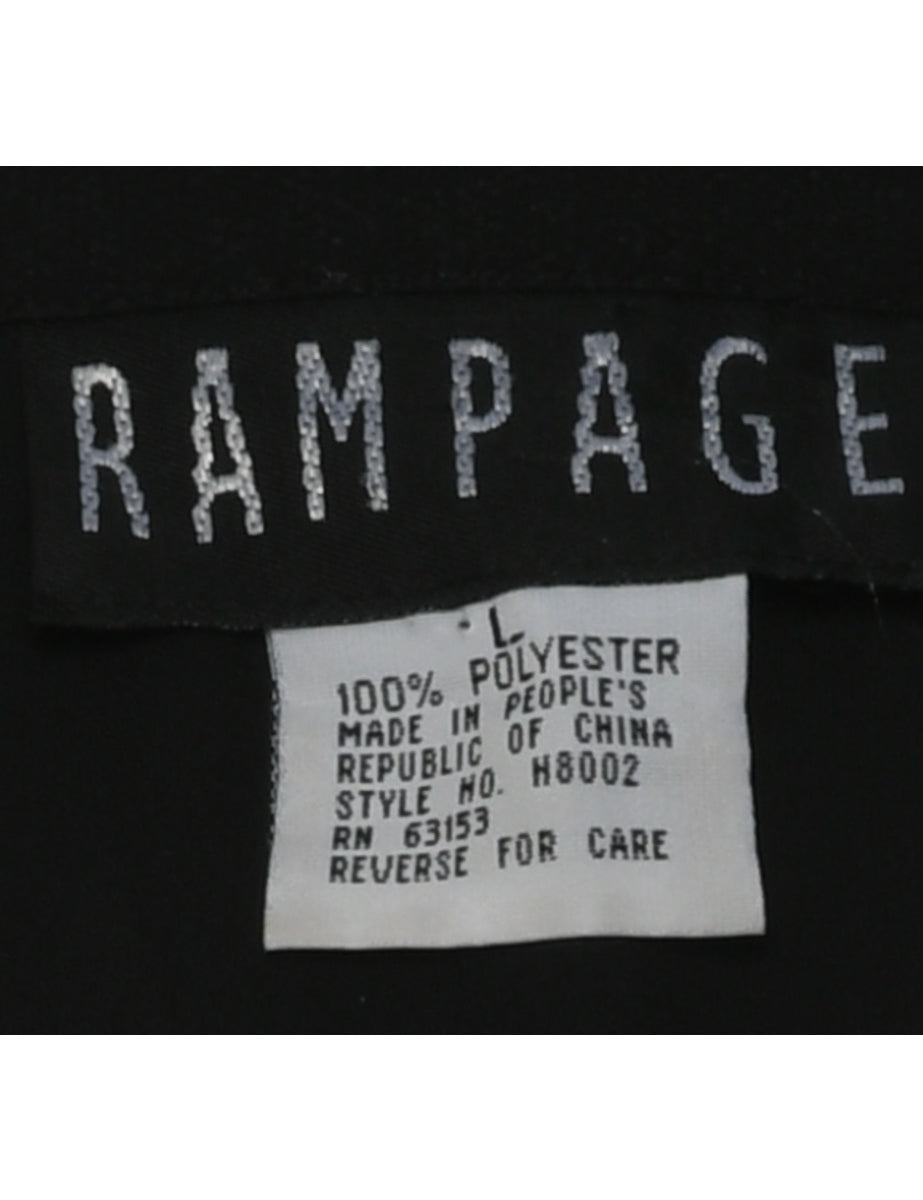 RAMPAGE
L
100% POLYESTER
MADE IN PEOPLE'S
REPUBLIC OF CHINA
STYLE NO. H8002
RN 63153
REVERSE FOR CARE